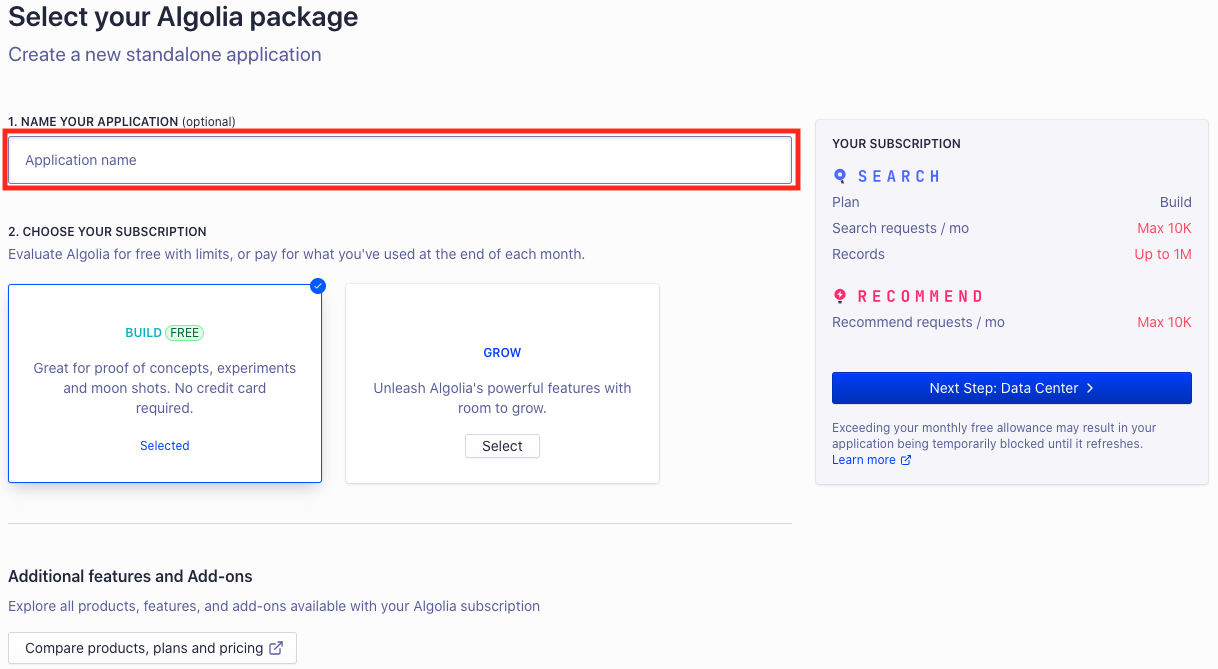 Select your Algolia package
Create a new standalone application
1. NAME YOUR APPLICATION (optional)
Application name
2. CHOOSE YOUR SUBSCRIPTION
Evaluate Algolia for free with limits, or pay for what you've used at the end of each month.
BUILD FREE
Great for proof of concepts, experiments
and moon shots. No credit card
required.
Selected
GROW
Unleash Algolia's powerful features with
room to grow.
Select
Additional features and Add-ons
Explore all products, features, and add-ons available with your Algolia subscription
Compare products, plans and pricing
YOUR SUBSCRIPTION
SEARCH
Plan Build
Search requests / mo Max 10K
Records Up to 1M
RECOMMEND
Recommend requests / mo Max 10K
Next Step: Data Center
Exceeding your monthly free allowance may result in your
application being temporarily blocked until it refreshes.
Learn more